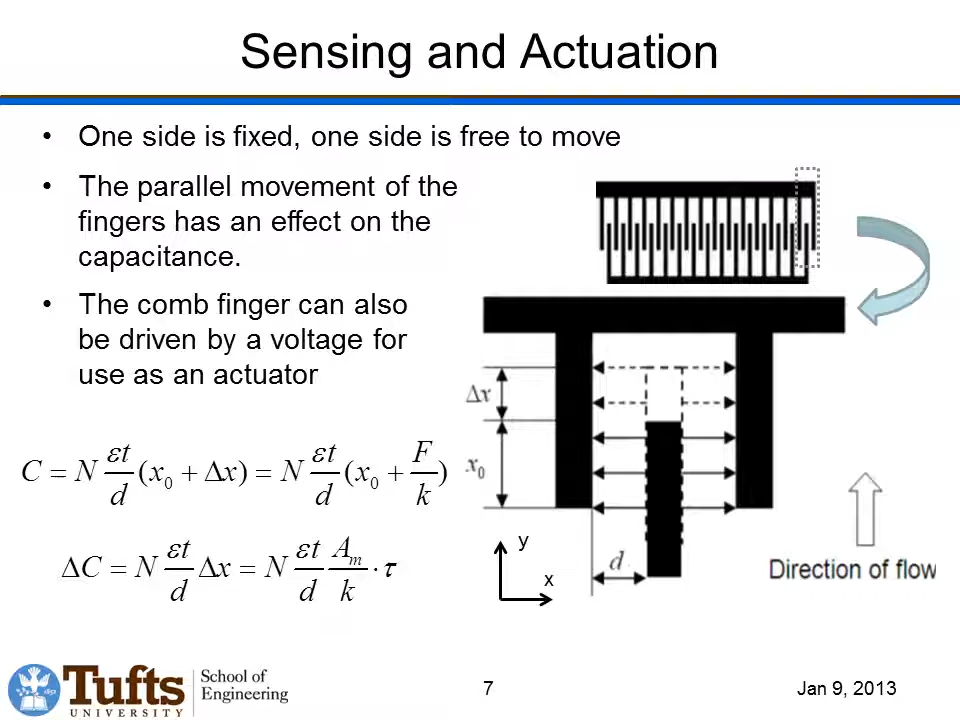 Sensing and Actuation
• One side is fixed, one side is free to move
• The parallel movement of the
fingers has an effect on the
capacitance.
• The comb finger can also
be driven by a voltage for
use as an actuator
C = N εt/d (x₀ + Δx) = N εt/d (x₀ + F/k)
ΔC = N εt/d Δx = N εt/d Aₘ/k · τ
Δx
x₀
d
y
x
Direction of flow
Tufts
UNIVERSITY
School of
Engineering
7
Jan 9, 2013